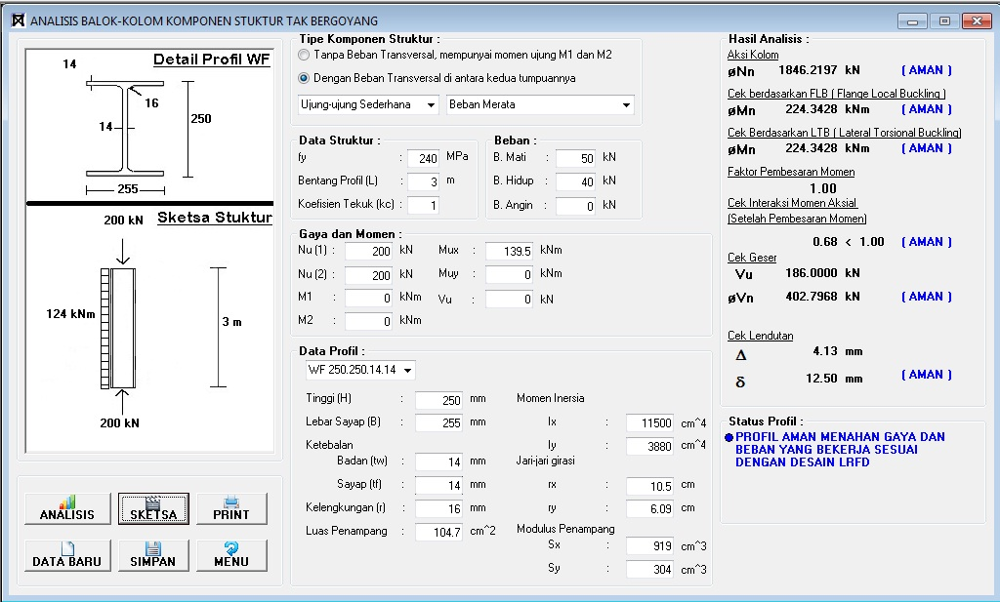 ANALISIS BALOK-KOLOM KOMPONEN STUKTUR TAK BERGOYANG
Detail Profil WF
14
16
14
250
255
Sketsa Stuktur
200 kN
124 kNm
3 m
200 kN
ANALISIS
SKETSA
PRINT
DATA BARU
SIMPAN
MENU
Tipe Komponen Struktur :
Tanpa Beban Transversal, mempunyai momen ujung M1 dan M2
Dengan Beban Transversal di antara kedua tumpuannya
Ujung-ujung Sederhana
Beban Merata
Data Struktur :
fy : 240 MPa
Bentang Profil (L) : 3 m
Koefisien Tekuk (kc) : 1
Beban :
B. Mati : 50 kN
B. Hidup : 40 kN
B. Angin : 0 kN
Gaya dan Momen :
Nu (1) : 200 kN Mux : 139.5 kNm
Nu (2) : 200 kN Muy : 0 kNm
M1 : 0 kNm Vu : 0 kN
M2 : 0 kNm
Data Profil :
WF 250.250.14.14
Tinggi (H) : 250 mm
Lebar Sayap (B) : 255 mm
Ketebalan
Badan (tw) : 14 mm
Sayap (tf) : 14 mm
Kelengkungan (r) : 16 mm
Luas Penampang : 104.7 cm^2
Momen Inersia
Ix : 11500 cm^4
Iy : 3880 cm^4
Jari-jari girasi
rx : 10.5 cm
ry : 6.09 cm
Modulus Penampang
Sx : 919 cm^3
Sy : 304 cm^3
Hasil Analisis :
Aksi Kolom
øNn 1846.2197 kN ( AMAN )
Cek berdasarkan FLB ( Flange Local Buckling )
øMn 224.3428 kNm ( AMAN )
Cek Berdasarkan LTB ( Lateral Torsional Buckling)
øMn 224.3428 kNm ( AMAN )
Faktor Pembesaran Momen
1.00
Cek Interaksi Momen Aksial
(Setelah Pembesaran Momen)
0.68 < 1.00 ( AMAN )
Cek Geser
Vu 186.0000 kN
øVn 402.7968 kN ( AMAN )
Cek Lendutan
Δ 4.13 mm
δ 12.50 mm ( AMAN )
Status Profil :
PROFIL AMAN MENAHAN GAYA DAN
BEBAN YANG BEKERJA SESUAI
DENGAN DESAIN LRFD